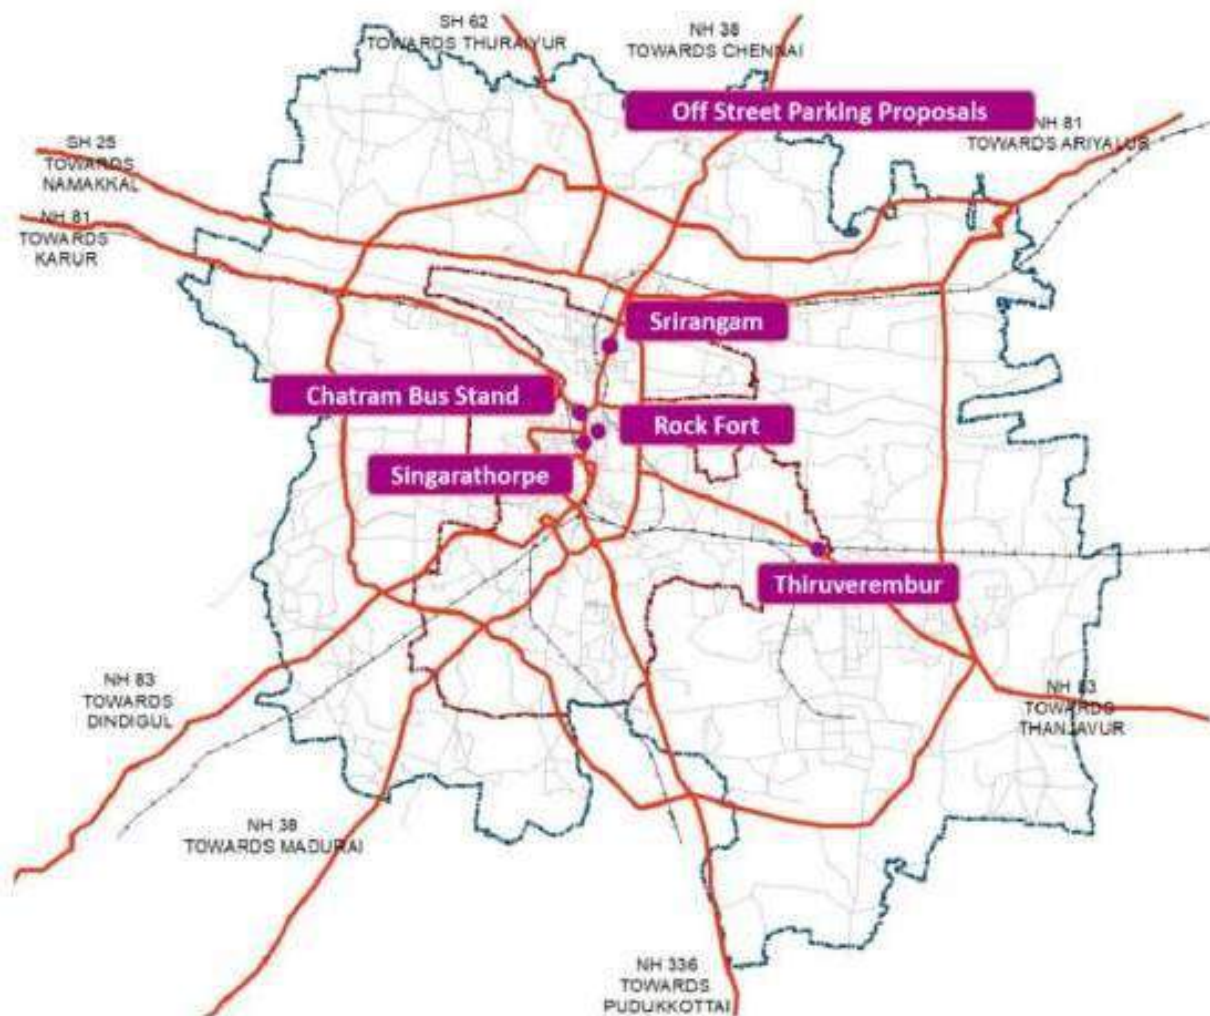 SH 62
TOWARDS THURAIYUR
NH 38
TOWARDS CHENNAI
Off Street Parking Proposals
NH 81
TOWARDS ARIYALUR
SH 25
TOWARDS
NAMAKKAL
NH 81
TOWARDS
KARUR
Srirangam
Chatram Bus Stand
Rock Fort
Singarathorpe
Thiruverembur
NH 83
TOWARDS
DINDIGUL
NH 83
TOWARDS
THANJAVUR
NH 38
TOWARDS MADURAI
NH 336
TOWARDS
PUDUKKOTTAI